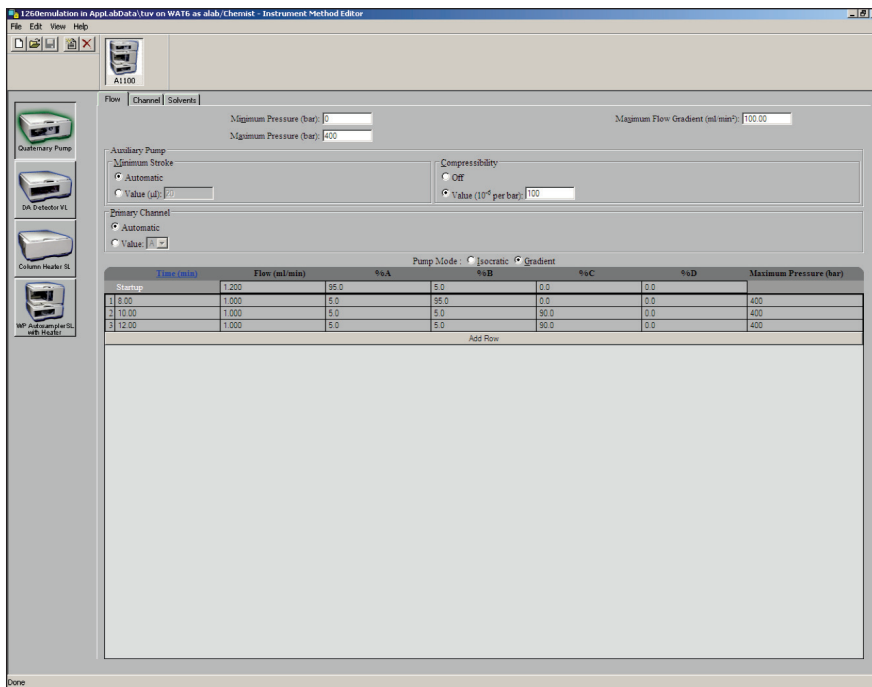 1260emulation in AppLabData\tuv on WAT6 as alab/Chemist - Instrument Method Editor
File Edit View Help
A1100
Flow Channel Solvents
Minimum Pressure (bar): 0 Maximum Flow Gradient (ml/min²): 100.00
Maximum Pressure (bar): 400
Quaternary Pump
Auxiliary Pump
Minimum Stroke Compressibility
Automatic Off
Value (µl): 20 Value (10⁻⁶ per bar): 100
DA Detector VL
Primary Channel
Automatic
Value: A
Column Heater SL
Pump Mode : Isocratic Gradient
Time (min) Flow (ml/min) %A %B %C %D Maximum Pressure (bar)
Startup 1.200 95.0 5.0 0.0 0.0
1 8.00 1.000 5.0 95.0 0.0 0.0 400
2 10.00 1.000 5.0 5.0 90.0 0.0 400
3 12.00 1.000 5.0 5.0 90.0 0.0 400
WP Autosampler SL
with Heater
Add Row
Done